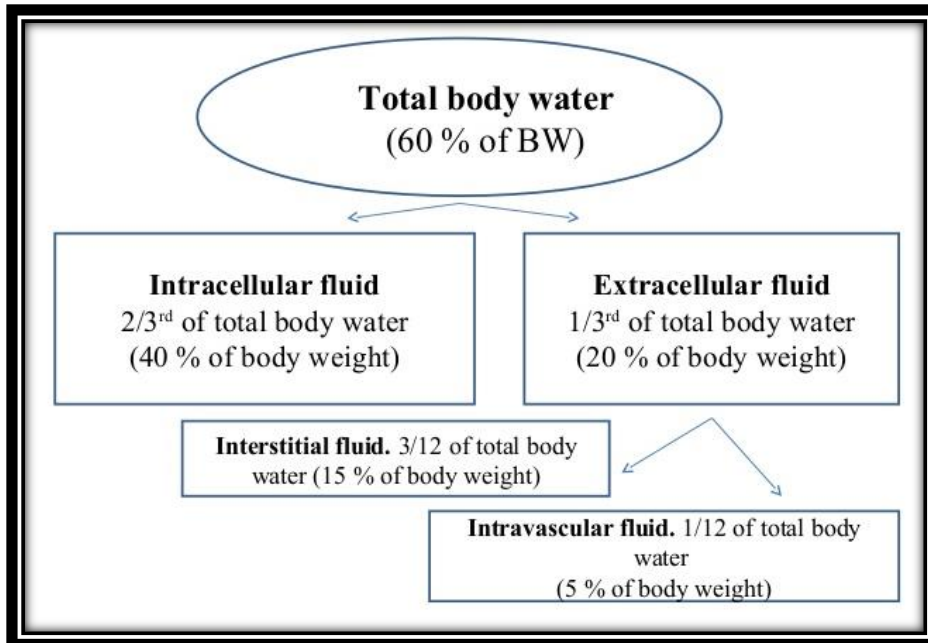 Total body water
(60 % of BW)
Intracellular fluid
2/3rd of total body water
(40 % of body weight)
Extracellular fluid
1/3rd of total body water
(20 % of body weight)
Interstitial fluid. 3/12 of total body
water (15 % of body weight)
Intravascular fluid. 1/12 of total body
water
(5 % of body weight)